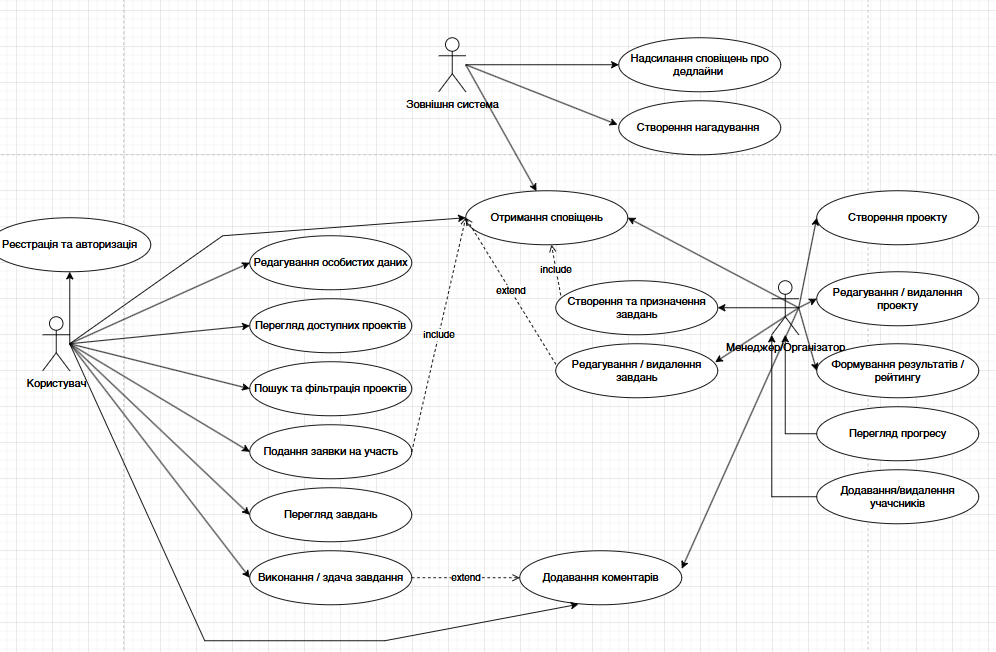 Надсилання сповіщень про
дедлайни
Зовнішня система
Створення нагадування
Отримання сповіщень
Створення проекту
Реєстрація та авторизація
Редагування особистих даних
include
extend
Створення та призначення
завдань
Редагування / видалення
проекту
Перегляд доступних проектів
include
Менеджер/Організатор
Користувач
Пошук та фільтрація проектів
Редагування / видалення
завдань
Формування результатів /
рейтингу
Подання заявки на участь
Перегляд прогресу
Додавання/видалення
учасчників
Перегляд завдань
Виконання / здача завдання
extend
Додавання коментарів